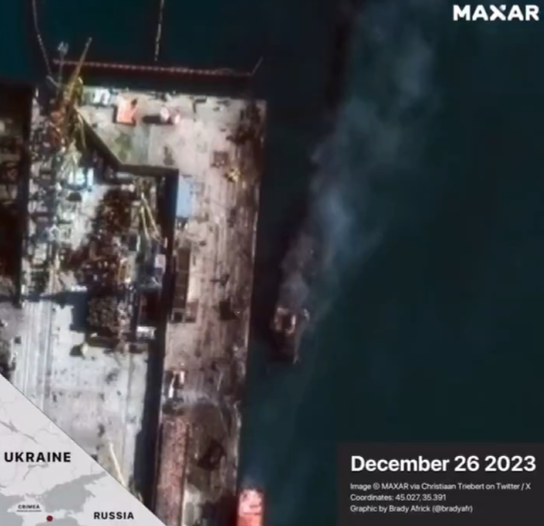 MAXAR
UKRAINE
CRIMEA
RUSSIA
December 26 2023
Image © MAXAR via Christiaan Triebert on Twitter / X
Coordinates: 45.027, 35.391
Graphic by Brady Africk (@bradyafr)